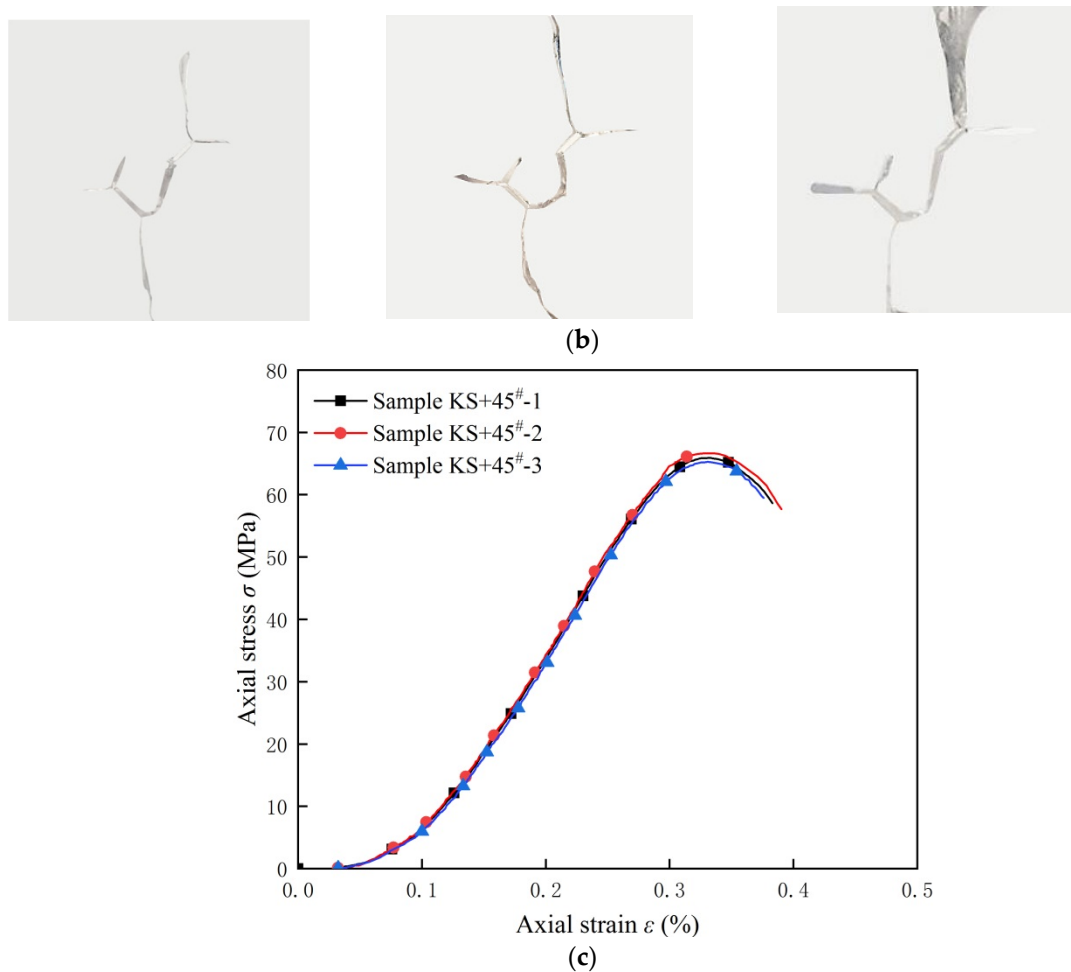 (b)
80
70
60
50
40
30
20
10
0
Axial stress σ (MPa)
Sample KS+45#-1
Sample KS+45#-2
Sample KS+45#-3
0.0 0.1 0.2 0.3 0.4 0.5
Axial strain ε (%)
(c)